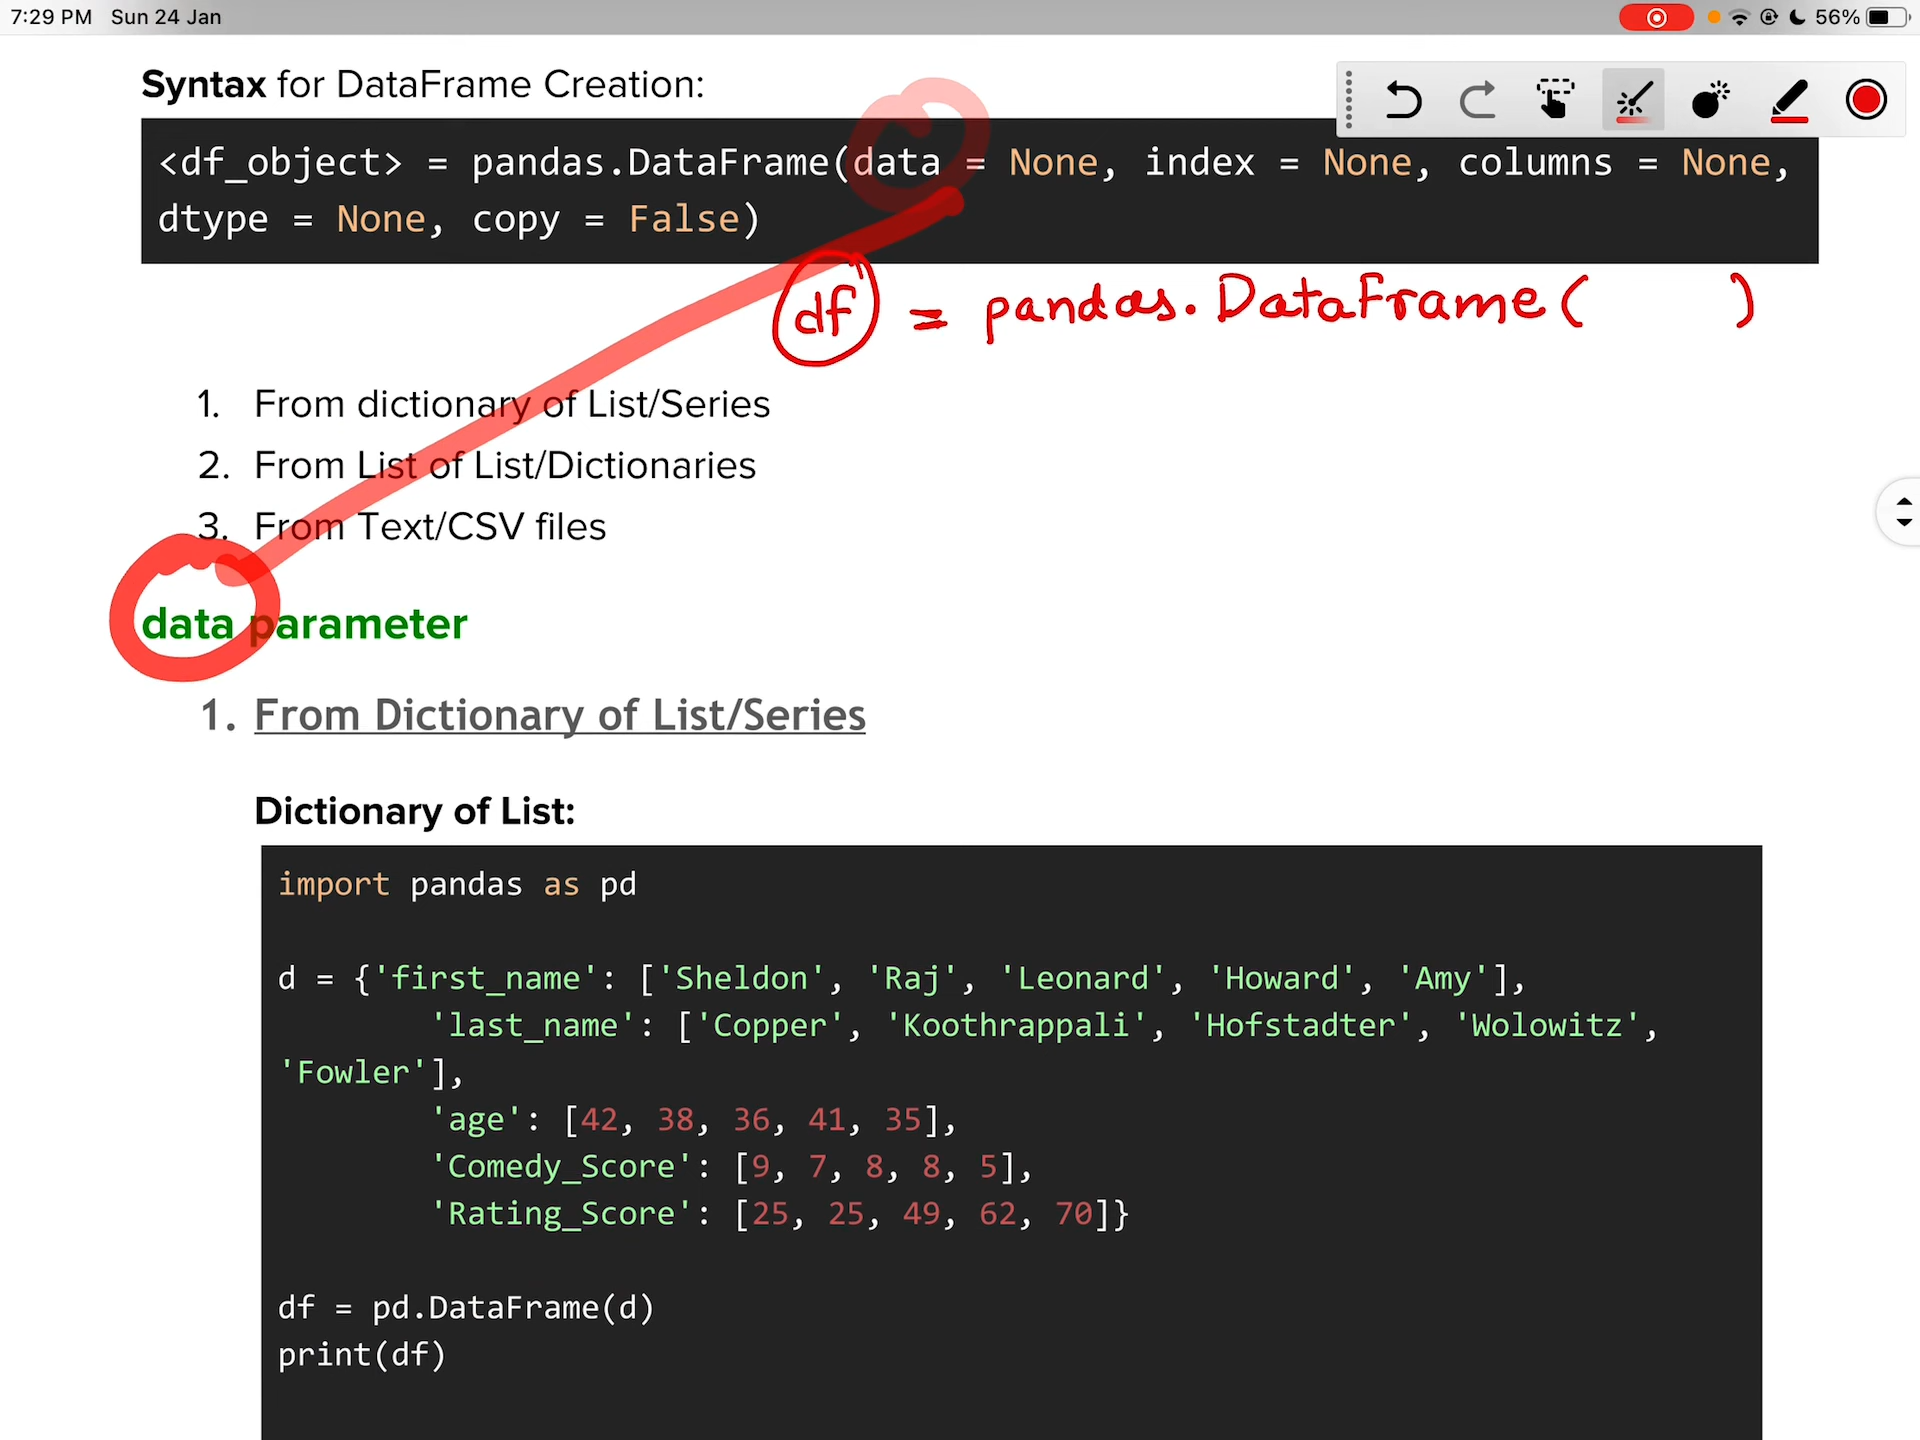 7:29 PM Sun 24 Jan 56%
Syntax for DataFrame Creation:
<df_object> = pandas.DataFrame(data = None, index = None, columns = None,
dtype = None, copy = False)
df = pandas.DataFrame( )
1. From dictionary of List/Series
2. From List of List/Dictionaries
3. From Text/CSV files
data parameter
1. From Dictionary of List/Series
Dictionary of List:
import pandas as pd
d = {'first_name': ['Sheldon', 'Raj', 'Leonard', 'Howard', 'Amy'],
'last_name': ['Copper', 'Koothrappali', 'Hofstadter', 'Wolowitz',
'Fowler'],
'age': [42, 38, 36, 41, 35],
'Comedy_Score': [9, 7, 8, 8, 5],
'Rating_Score': [25, 25, 49, 62, 70]}
df = pd.DataFrame(d)
print(df)